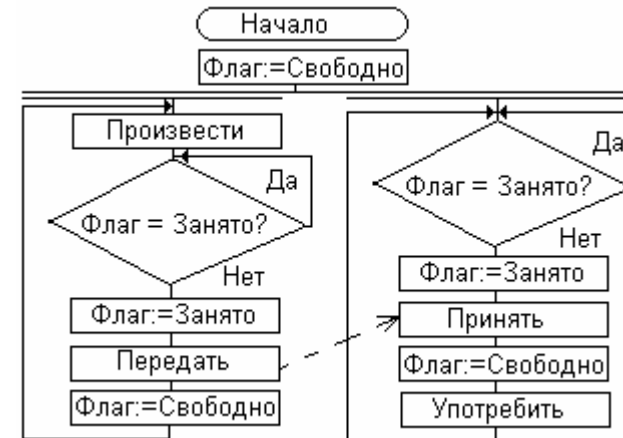 Начало
Флаг:=Свободно
Произвести
Да
Флаг = Занято?
Нет
Флаг:=Занято
Передать
Флаг:=Свободно
Да
Флаг = Занято?
Нет
Флаг:=Занято
Принять
Флаг:=Свободно
Употребить